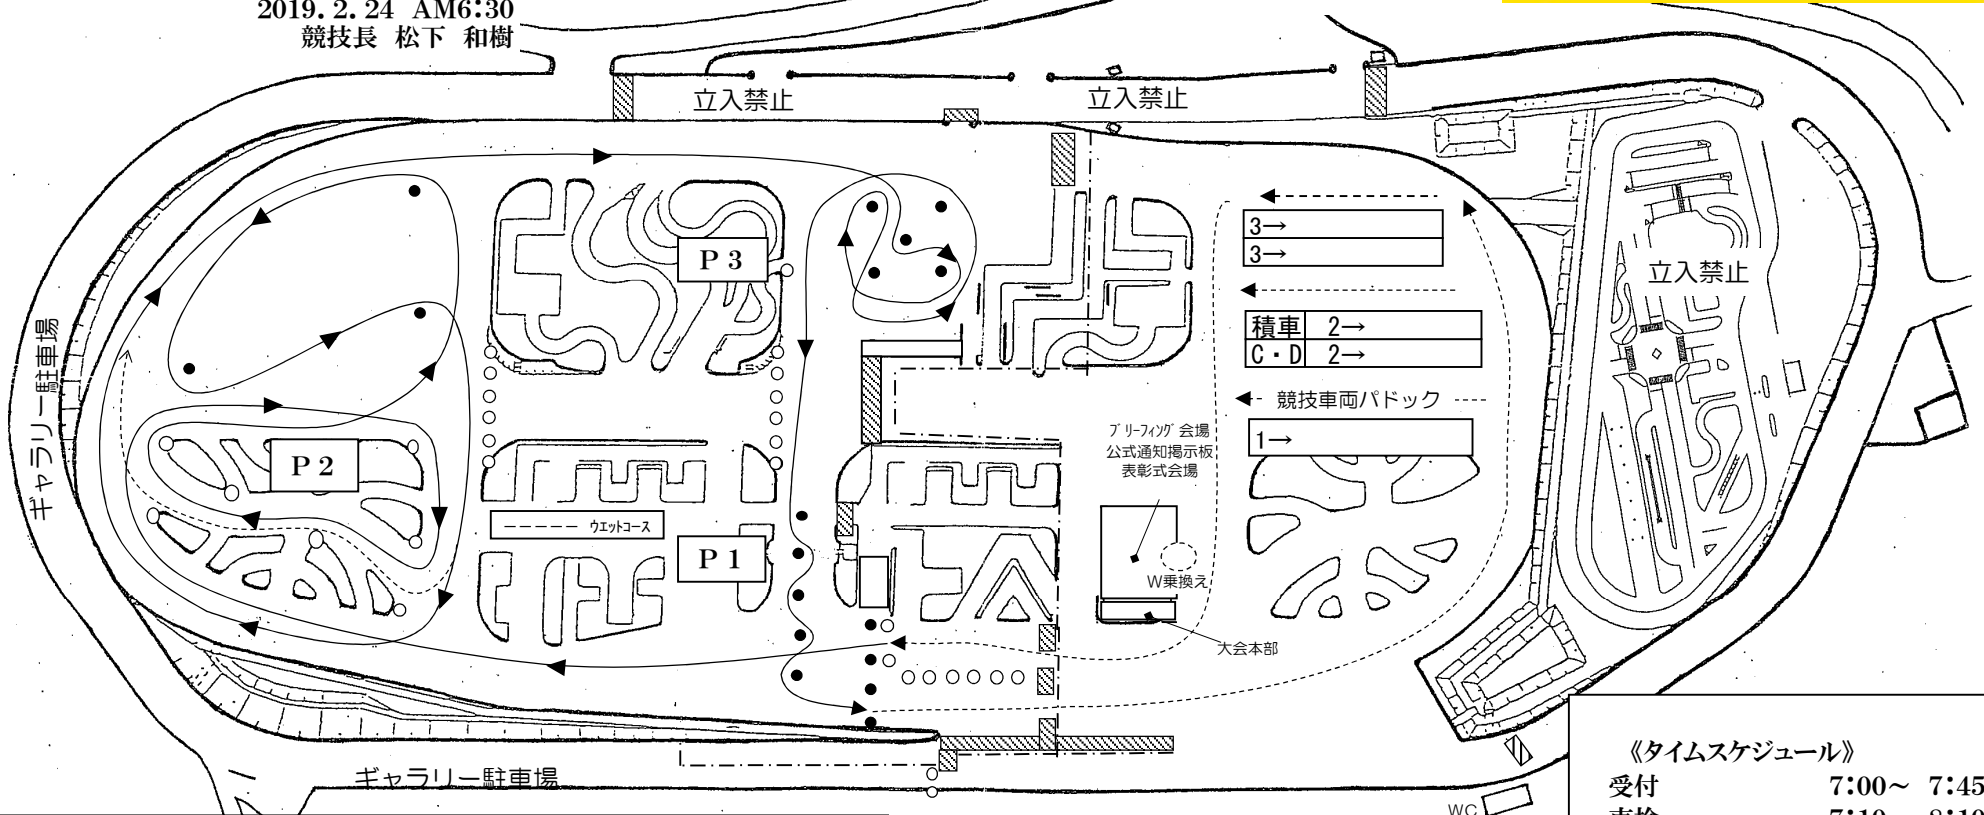 2019.2.24 AM6:30
競技長 松下 和樹
立入禁止
立入禁止
立入禁止
P 3
3→
3→
積車 2→
C・D 2→
競技車両パドック
1→
ギャラリー駐車場
P 2
ブリーフィング会場
公式通知掲示板
表彰式会場
ウエットコース
P 1
W乗換え
大会本部
ギャラリー駐車場
《タイムスケジュール》
受付 7:00～ 7:45
WC